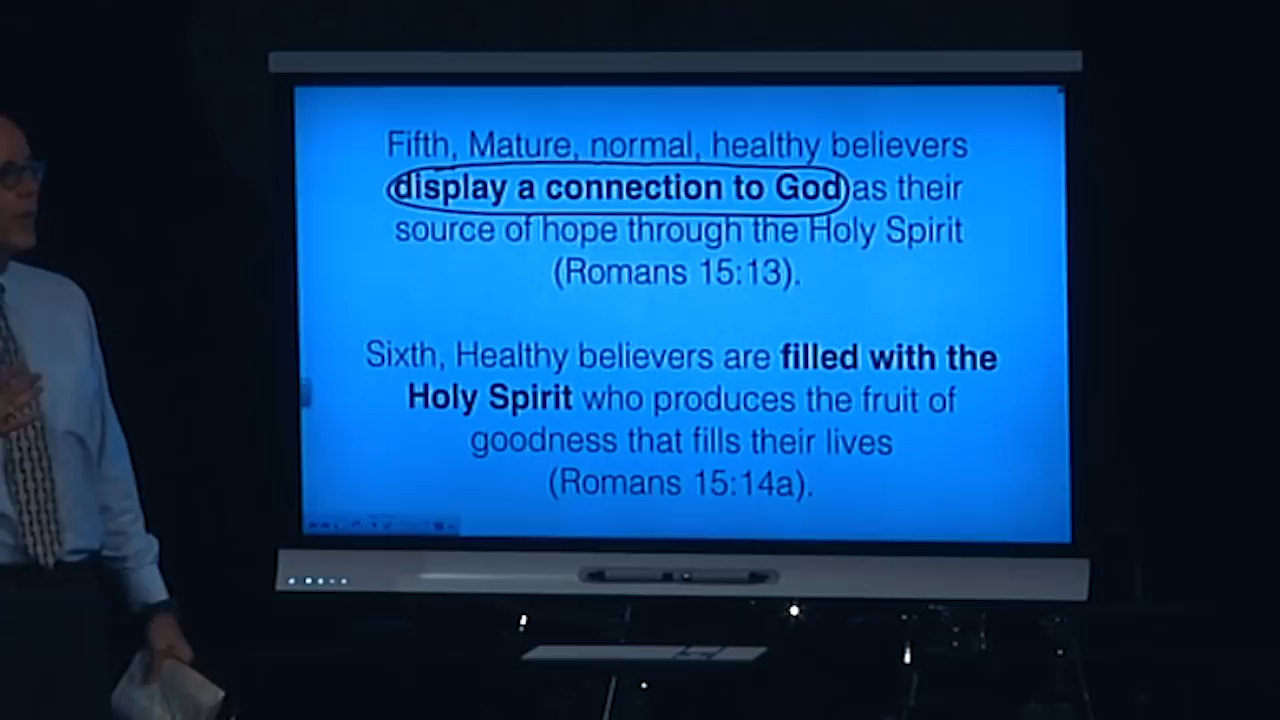 Fifth, Mature, normal, healthy believers
display a connection to God as their
source of hope through the Holy Spirit
(Romans 15:13).
Sixth, Healthy believers are filled with the
Holy Spirit who produces the fruit of
goodness that fills their lives
(Romans 15:14a).